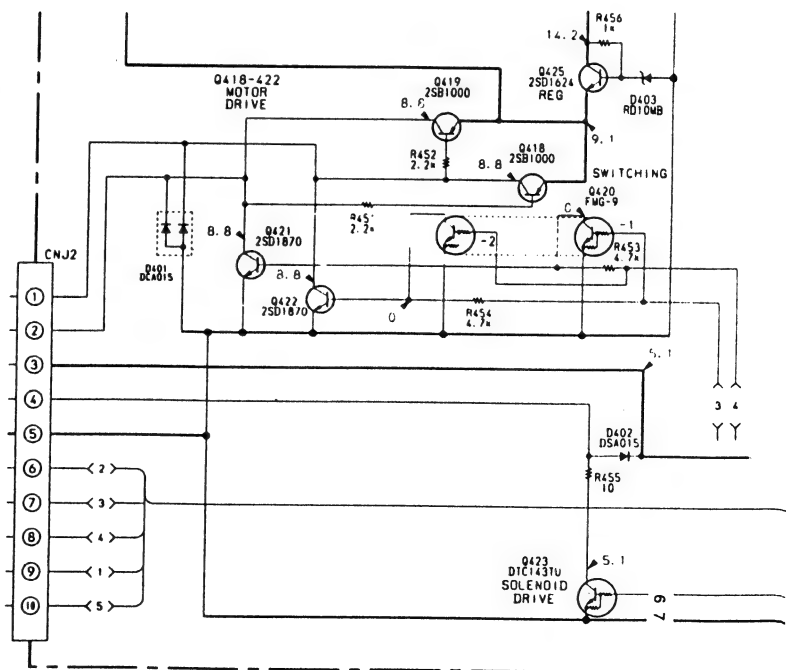 R456
1K
14.2
Q425
2SD1624
REG
D403
RD10MB
Q418-422
MOTOR
DRIVE
Q419
2SB1000
9.1
R452
2.2K
Q418
2SB1000
8.8
SWITCHING
Q420
FMG-9
2.2K
0
-1
-2
8.8
Q421
2SD1870
R453
4.7K
CNJ2
D401
DCA015
8.8
Q422
2SD1870
0
R454
4.7K
1
2
3
5.1
4
3 4
5
D402
DSA015
6
2
R455
10
7
3
8
4
9
1
Q423
DTC143TU
SOLENOID
DRIVE
5.1
10
5
6 7